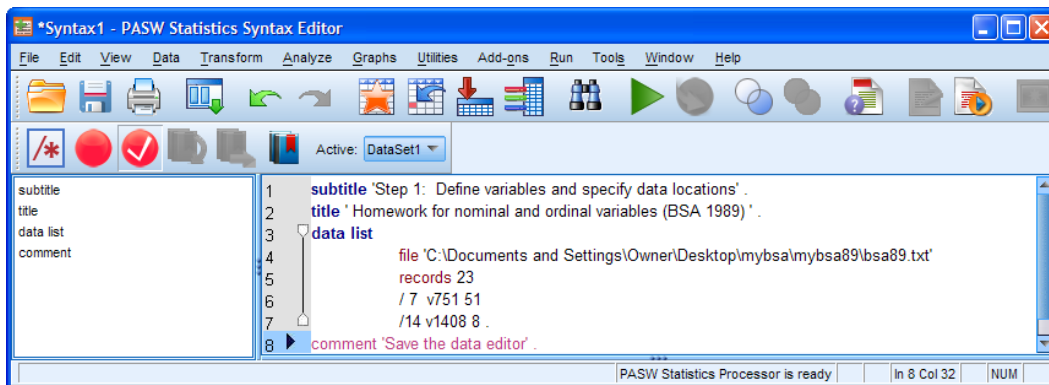 *Syntax1 - PASW Statistics Syntax Editor
File Edit View Data Transform Analyze Graphs Utilities Add-ons Run Tools Window Help
/*
Active: DataSet1
subtitle
title
data list
comment
1 subtitle 'Step 1:  Define variables and specify data locations' .
2 title ' Homework for nominal and ordinal variables (BSA 1989) ' .
3 data list
4 file 'C:\Documents and Settings\Owner\Desktop\mybsa\mybsa89\bsa89.txt'
5 records 23
6 / 7  v751 51
7 /14 v1408 8 .
8 comment 'Save the data editor' .
PASW Statistics Processor is ready In 8 Col 32 NUM